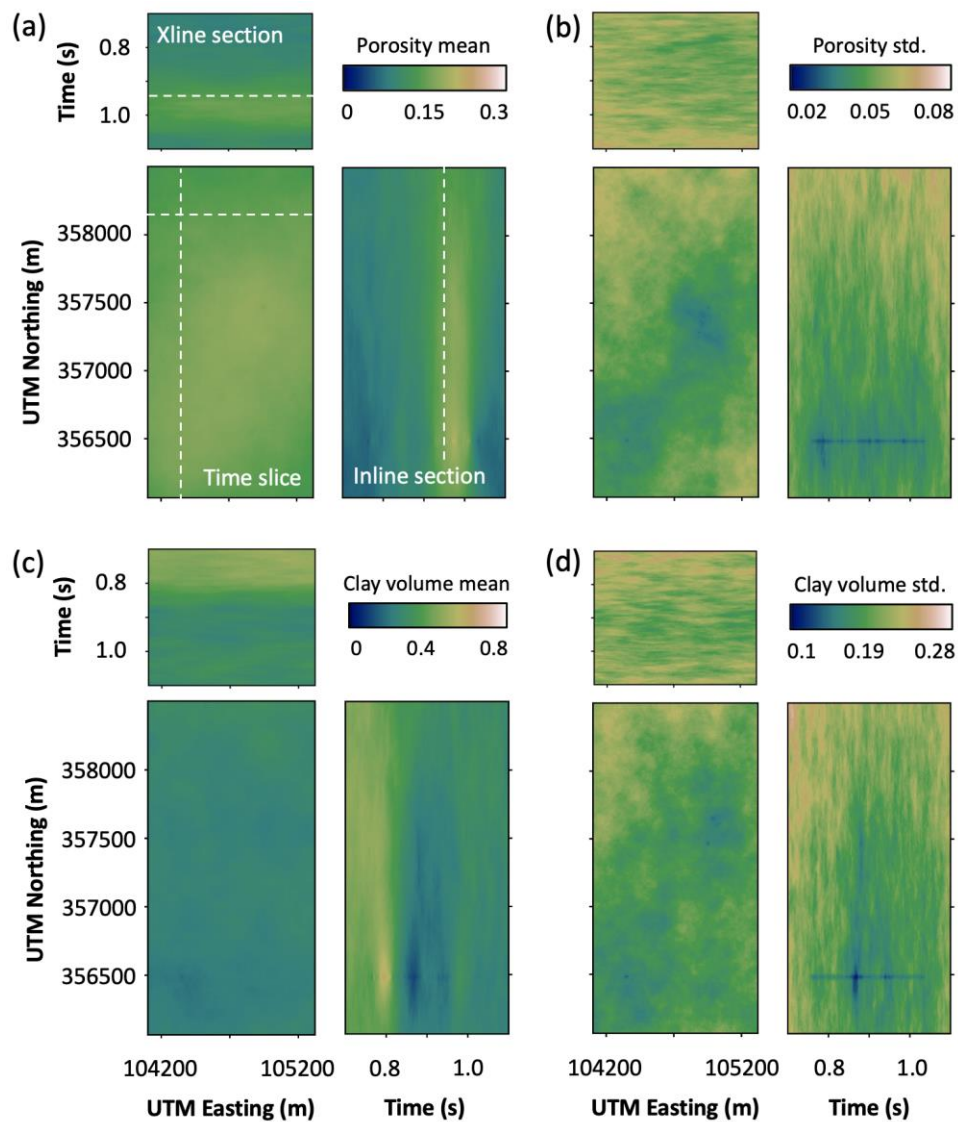 (a)
Xline section
Porosity mean
0 0.15 0.3
Time (s)
0.8
1.0
(b)
Porosity std.
0.02 0.05 0.08
UTM Northing (m)
358000
357500
357000
356500
Time slice
Inline section
(c)
Clay volume mean
0 0.4 0.8
Time (s)
0.8
1.0
(d)
Clay volume std.
0.1 0.19 0.28
UTM Northing (m)
358000
357500
357000
356500
104200 105200 0.8 1.0 104200 105200 0.8 1.0
UTM Easting (m) Time (s) UTM Easting (m) Time (s)